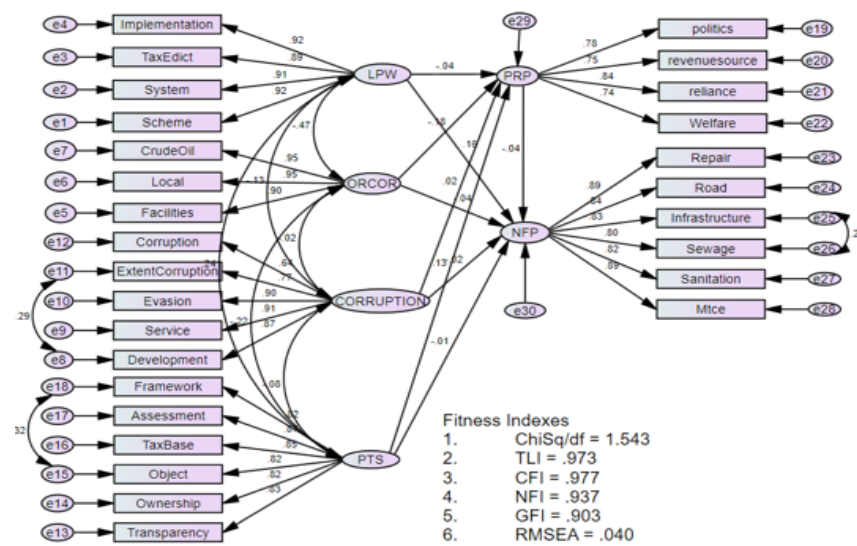 e4 Implementation
e3 TaxEdict
e2 System
e1 Scheme
e7 CrudeOil
e6 Local
e5 Facilities
e12 Corruption
e11 ExtentCorruption
e10 Evasion
e9 Service
e8 Development
e18 Framework
e17 Assessment
e16 TaxBase
e15 Object
e14 Ownership
e13 Transparency
.92
.89
.91
.92
.95
.95
.90
.64
.77
.90
.91
.87
.82
.85
.82
.82
.83
.29
-.47
-.13
-.02
-.22
-.08
LPW
ORCOR
CORRUPTION
PTS
-.04
-.18
.16
.02
-.04
-.04
-.01
e29
PRP
NFP
e30
.78
.75
.84
.74
.89
.84
.83
.80
.82
.89
politics e19
revenuesource e20
reliance e21
Welfare e22
Repair e23
Road e24
Infrastructure e25
Sewage e26
Sanitation e27
Mtce e28
Fitness Indexes
1. ChiSq/df = 1.543
2. TLI = .973
3. CFI = .977
4. NFI = .937
5. GFI = .903
6. RMSEA = .040